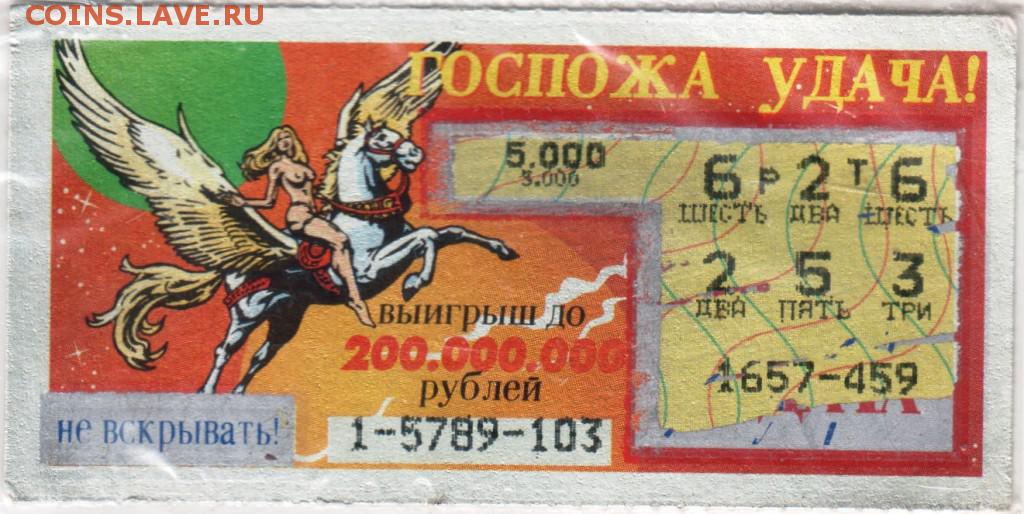 COINS.LAVE.РУ
ГОСПОЖА УДАЧА!
5.000
3.000
6 Р 2 Т 6
ШЕСТЬ ДВА ШЕСТЬ
2 5 3
ДВА ПЯТЬ ТРИ
1657-459
выигрыш до
200.000.000
рублей
1-5789-103
не вскрывать!